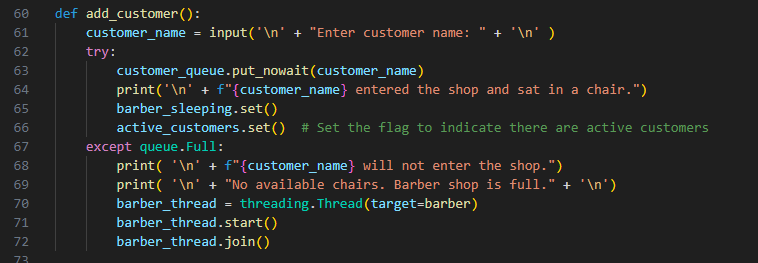 60 def add_customer():
61     customer_name = input('\n' + "Enter customer name: " + '\n' )
62     try:
63         customer_queue.put_nowait(customer_name)
64         print('\n' + f"{customer_name} entered the shop and sat in a chair.")
65         barber_sleeping.set()
66         active_customers.set()  # Set the flag to indicate there are active customers
67     except queue.Full:
68         print( '\n' + f"{customer_name} will not enter the shop.")
69         print( '\n' + "No available chairs. Barber shop is full." + '\n')
70         barber_thread = threading.Thread(target=barber)
71         barber_thread.start()
72         barber_thread.join()
73